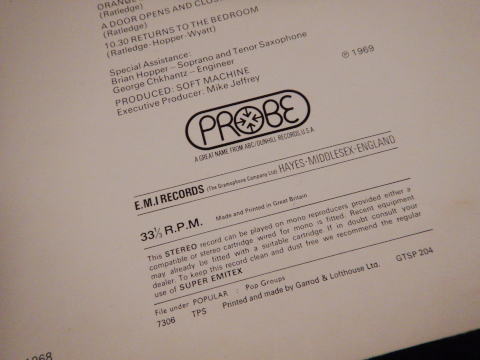 ORANGE
(Ratledge)
A DOOR OPENS AND CLOS
(Ratledge)
10.30 RETURNS TO THE BEDROOM
(Ratledge-Hopper-Wyatt)
Special Assistance:
Brian Hopper – Soprano and Tenor Saxophone
George Chkhantz – Engineer
PRODUCED: SOFT MACHINE
Executive Producer: Mike Jeffrey
℗ 1969
PROBE
A GREAT NAME FROM ABC/DUNHILL RECORDS, U.S.A.
E.M.I RECORDS (The Gramophone Company Ltd) HAYES · MIDDLESEX · ENGLAND
33⅓ R.P.M. Made and Printed in Great Britain
This STEREO record can be played on mono reproducers provided either a
compatible or stereo cartridge wired for mono is fitted. Recent equipment
may already be fitted with a suitable cartridge. If in doubt consult your
dealer. To keep this record clean and dust free we recommend the regular
use of SUPER EMITEX
File under POPULAR : Pop Groups
7306 TPS Printed and made by Garrod & Lofthouse Ltd. GTSP 204